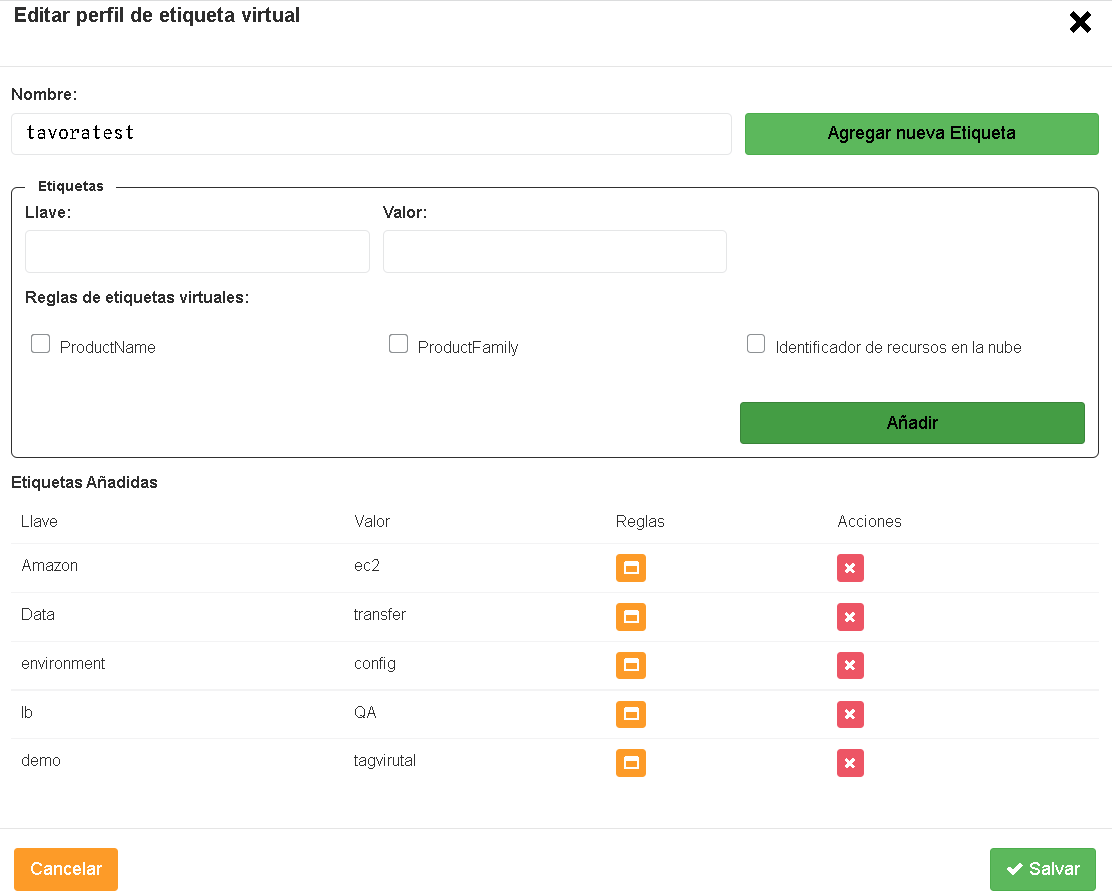 Editar perfil de etiqueta virtual
Nombre:
tavoratest
Agregar nueva Etiqueta
Etiquetas
Llave: Valor:
Reglas de etiquetas virtuales:
ProductName ProductFamily Identificador de recursos en la nube
Añadir
Etiquetas Añadidas
Llave Valor Reglas Acciones
Amazon ec2
Data transfer
environment config
lb QA
demo tagvirutal
Cancelar Salvar